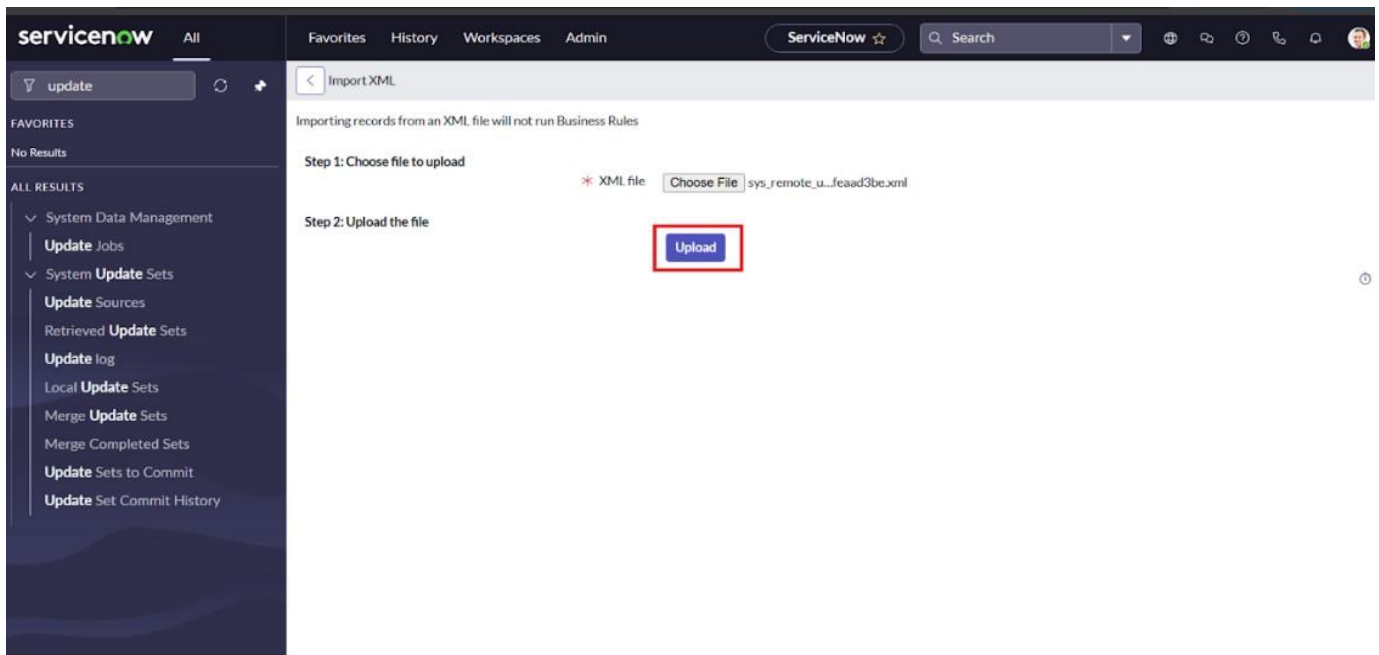 servicenow All Favorites History Workspaces Admin ServiceNow Search
update
Import XML
FAVORITES
No Results
ALL RESULTS
System Data Management
Update Jobs
System Update Sets
Update Sources
Retrieved Update Sets
Update log
Local Update Sets
Merge Update Sets
Merge Completed Sets
Update Sets to Commit
Update Set Commit History
Importing records from an XML file will not run Business Rules
Step 1: Choose file to upload
XML file Choose File sys_remote_u...feaad3be.xml
Step 2: Upload the file
Upload